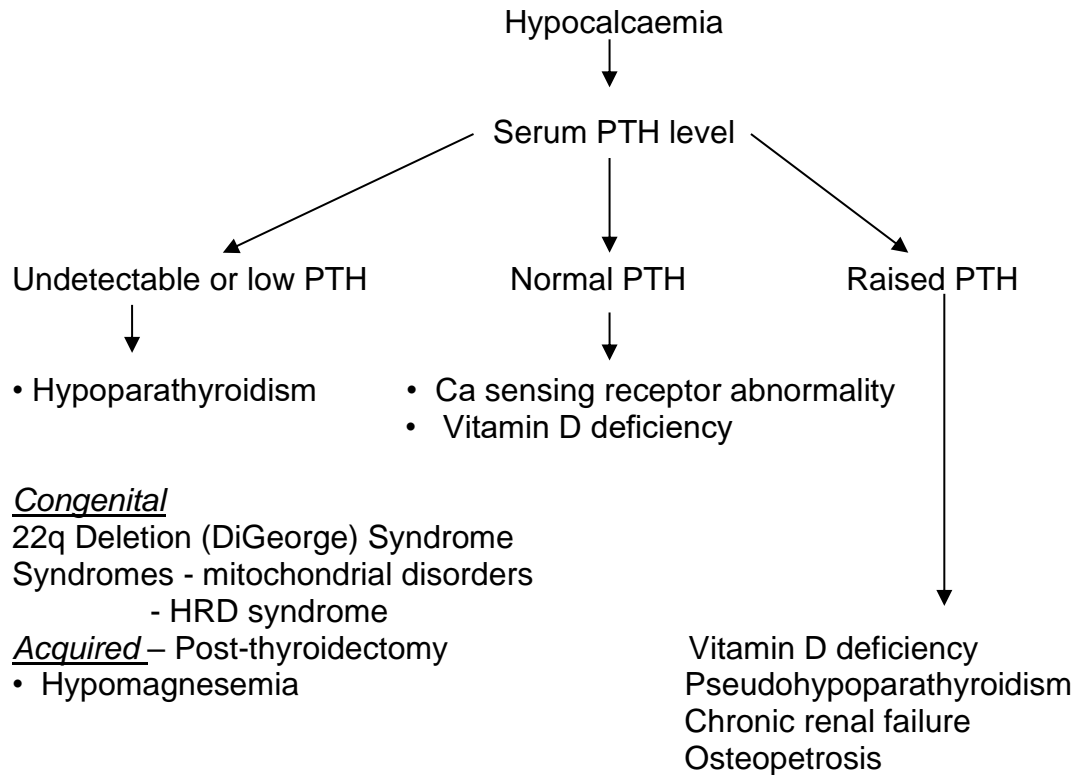 Hypocalcaemia
Serum PTH level
Undetectable or low PTH
Normal PTH
Raised PTH
• Hypoparathyroidism
• Ca sensing receptor abnormality
• Vitamin D deficiency
Congenital
22q Deletion (DiGeorge) Syndrome
Syndromes - mitochondrial disorders
- HRD syndrome
Acquired – Post-thyroidectomy
• Hypomagnesemia
Vitamin D deficiency
Pseudohypoparathyroidism
Chronic renal failure
Osteopetrosis